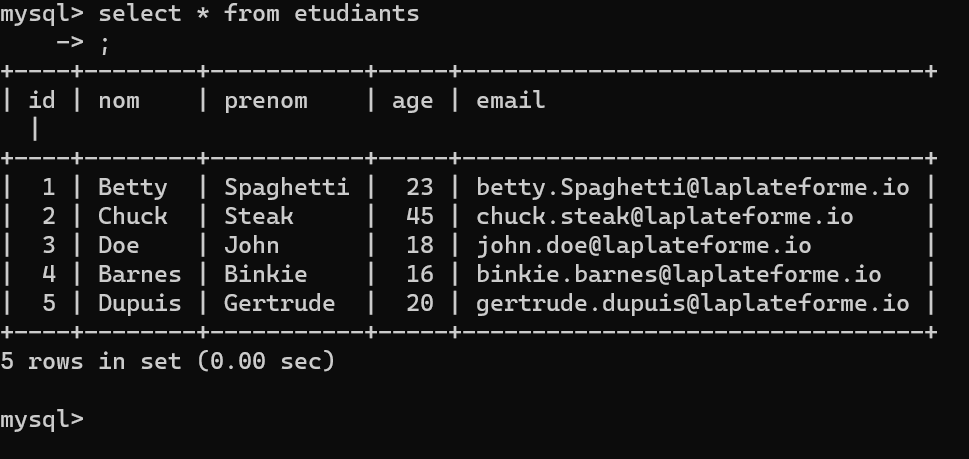 mysql> select * from etudiants
    -> ;
+----+--------+-----------+-----+---------------------------------+
| id | nom    | prenom    | age | email
  |
+----+--------+-----------+-----+---------------------------------+
|  1 | Betty  | Spaghetti |  23 | betty.Spaghetti@laplateforme.io |
|  2 | Chuck  | Steak     |  45 | chuck.steak@laplateforme.io     |
|  3 | Doe    | John      |  18 | john.doe@laplateforme.io        |
|  4 | Barnes | Binkie    |  16 | binkie.barnes@laplateforme.io   |
|  5 | Dupuis | Gertrude  |  20 | gertrude.dupuis@laplateforme.io |
+----+--------+-----------+-----+---------------------------------+
5 rows in set (0.00 sec)

mysql>